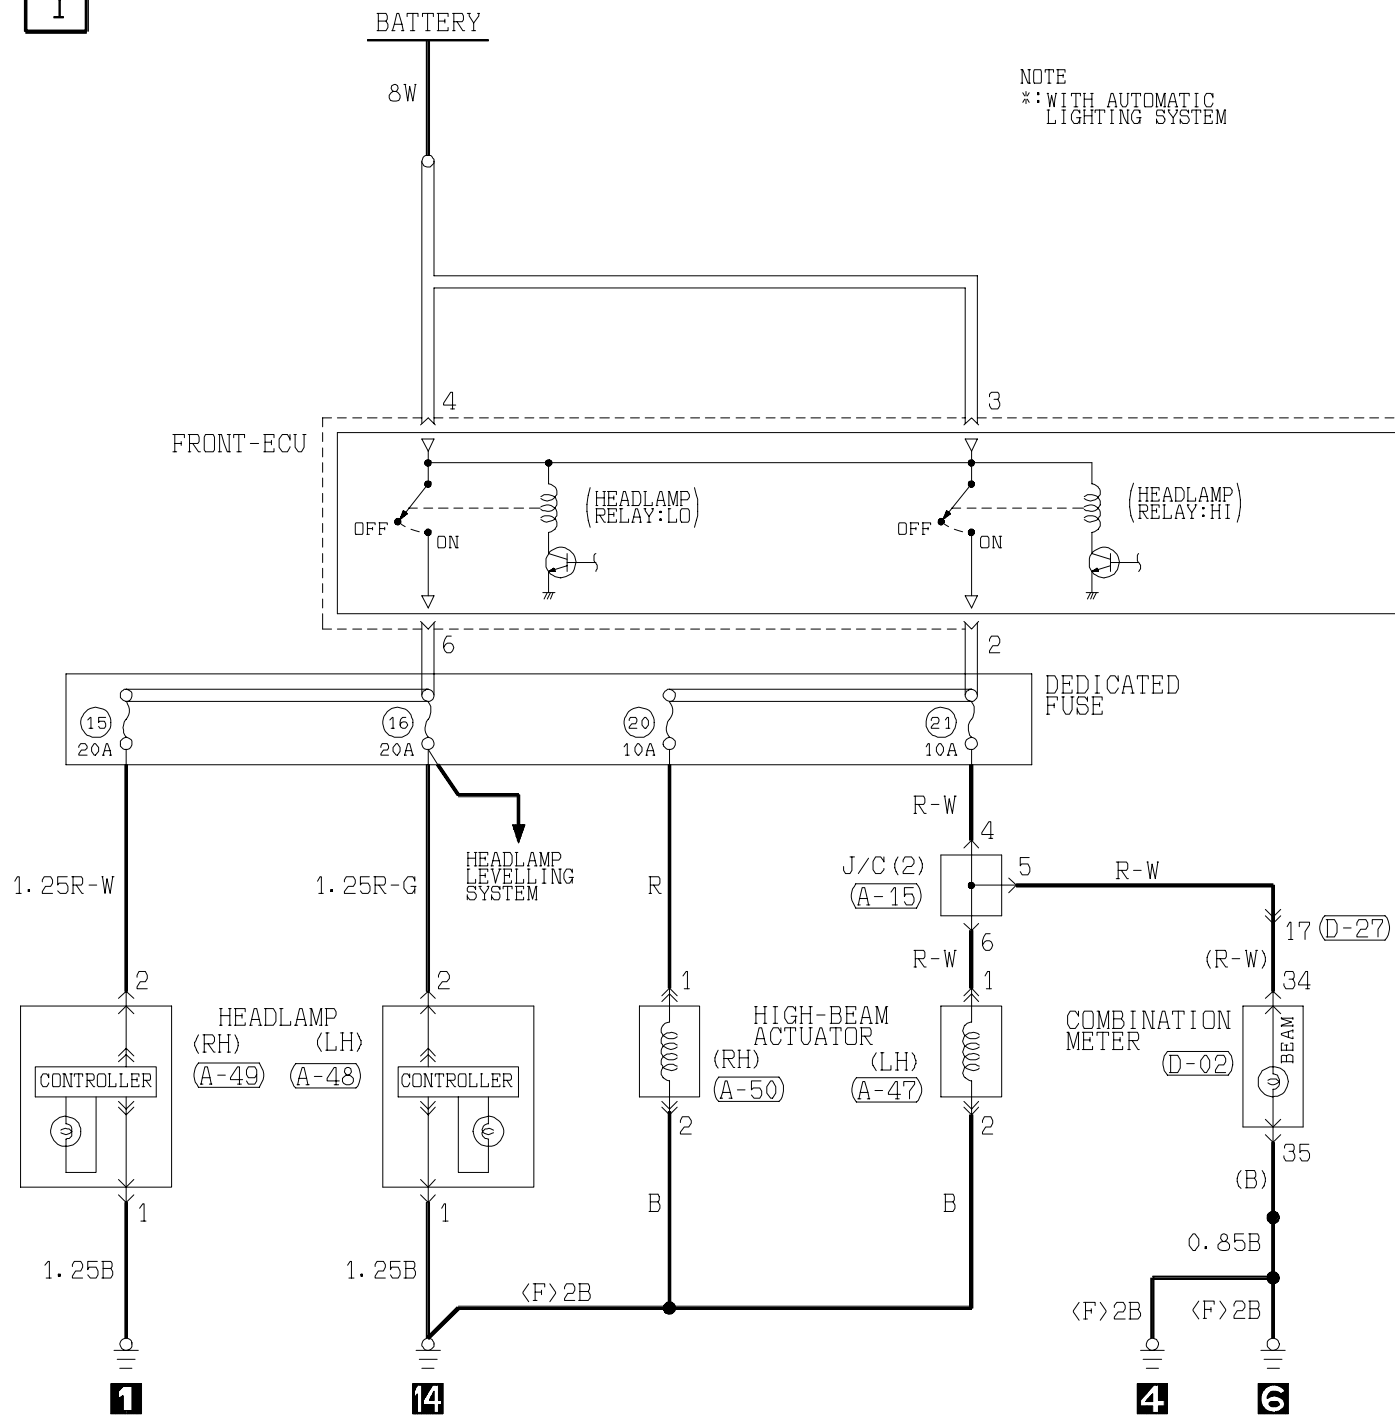 1
BATTERY
8W
NOTE
*:WITH AUTOMATIC
LIGHTING SYSTEM
4
3
FRONT-ECU
(HEADLAMP
RELAY:LO)
OFF
ON
(HEADLAMP
RELAY:HI)
OFF
ON
6
2
DEDICATED
FUSE
15
20A
16
20A
20
10A
21
10A
R-W
4
HEADLAMP
LEVELLING
SYSTEM
J/C(2)
(A-15)
5
R-W
1.25R-W
1.25R-G
R
6
R-W
17 (D-27)
(R-W)
2
2
1
1
34
HEADLAMP
(RH)
(A-49)
(LH)
(A-48)
CONTROLLER
CONTROLLER
HIGH-BEAM
ACTUATOR
(RH)
(A-50)
(LH)
(A-47)
COMBINATION
METER
(D-02)
BEAM
2
2
35
1
1
B
B
(B)
1.25B
1.25B
<F>2B
0.85B
<F>2B
<F>2B
1
14
4
6